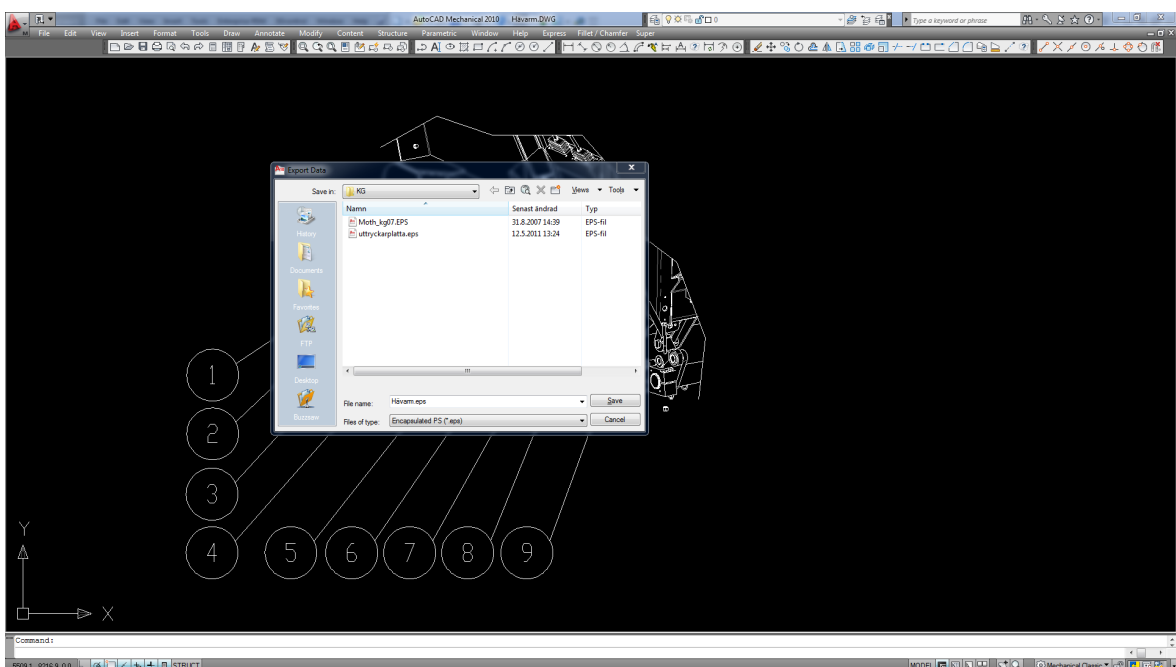 AutoCAD Mechanical 2010 Hävarm.DWG
Type a keyword or phrase
File Edit View Insert Format Tools Draw Annotate Modify Content Structure Parametric Window Help Express Fillet / Chamfer Super
Export Data
Save in: KG Views Tools
Namn Senast ändrad Typ
Moth_kg07.EPS 31.8.2007 14:39 EPS-fil
uttryckarplatta.eps 12.5.2011 13:24 EPS-fil
History
Documents
Favorites
FTP
Desktop
Buzzsaw
File name: Hävarm.eps Save
Files of type: Encapsulated PS (*.eps) Cancel
1
2
3
4 5 6 7 8 9
Y
X
Command:
STRUCT MODEL Mechanical Classic